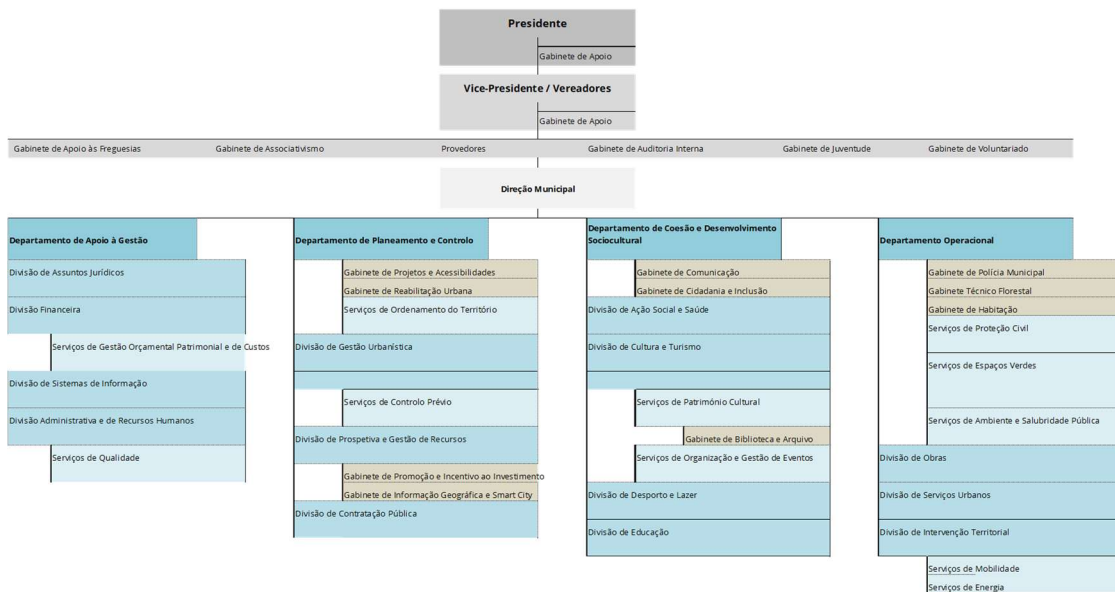 Presidente
Gabinete de Apoio
Vice-Presidente / Vereadores
Gabinete de Apoio
Gabinete de Apoio às Freguesias
Gabinete de Associativismo
Provedores
Gabinete de Auditoria Interna
Gabinete de Juventude
Gabinete de Voluntariado
Direção Municipal
Departamento de Apoio à Gestão
Divisão de Assuntos Jurídicos
Divisão Financeira
Serviços de Gestão Orçamental Patrimonial e de Custos
Divisão de Sistemas de Informação
Divisão Administrativa e de Recursos Humanos
Serviços de Qualidade
Departamento de Planeamento e Controlo
Gabinete de Projetos e Acessibilidades
Gabinete de Reabilitação Urbana
Serviços de Ordenamento do Território
Divisão de Gestão Urbanística
Serviços de Controlo Prévio
Divisão de Prospetiva e Gestão de Recursos
Gabinete de Promoção e Incentivo ao Investimento
Gabinete de Informação Geográfica e Smart City
Divisão de Contratação Pública
Departamento de Coesão e Desenvolvimento
Sociocultural
Gabinete de Comunicação
Gabinete de Cidadania e Inclusão
Divisão de Ação Social e Saúde
Divisão de Cultura e Turismo
Serviços de Património Cultural
Gabinete de Biblioteca e Arquivo
Serviços de Organização e Gestão de Eventos
Divisão de Desporto e Lazer
Divisão de Educação
Departamento Operacional
Gabinete de Polícia Municipal
Gabinete Técnico Florestal
Gabinete de Habitação
Serviços de Proteção Civil
Serviços de Espaços Verdes
Serviços de Ambiente e Salubridade Pública
Divisão de Obras
Divisão de Serviços Urbanos
Divisão de Intervenção Territorial
Serviços de Mobilidade
Serviços de Energia